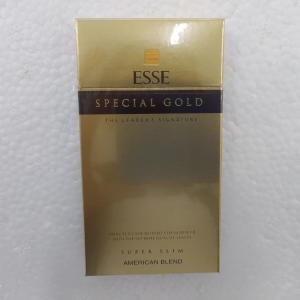 ESSE
SPECIAL GOLD
THE LEADER'S SIGNATURE
SUPER SLIM
AMERICAN BLEND